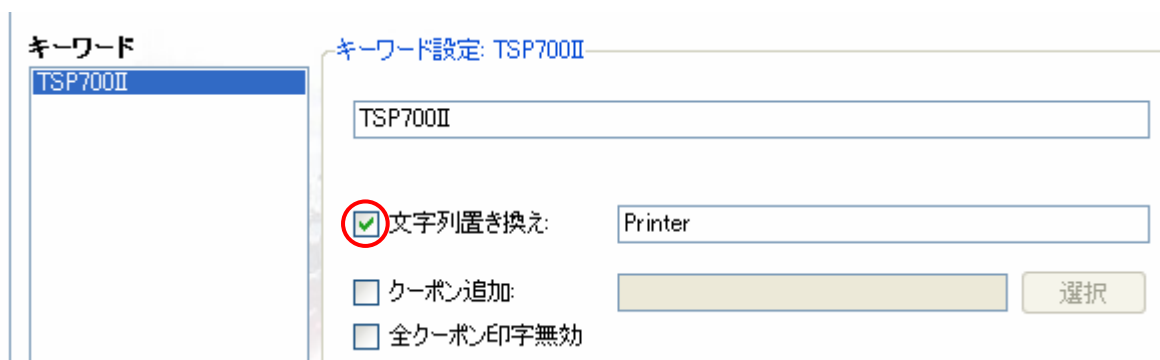 キーワード
TSP700Ⅱ
キーワード設定: TSP700Ⅱ
TSP700Ⅱ
文字列置き換え: Printer
クーポン追加: 選択
全クーポン印字無効